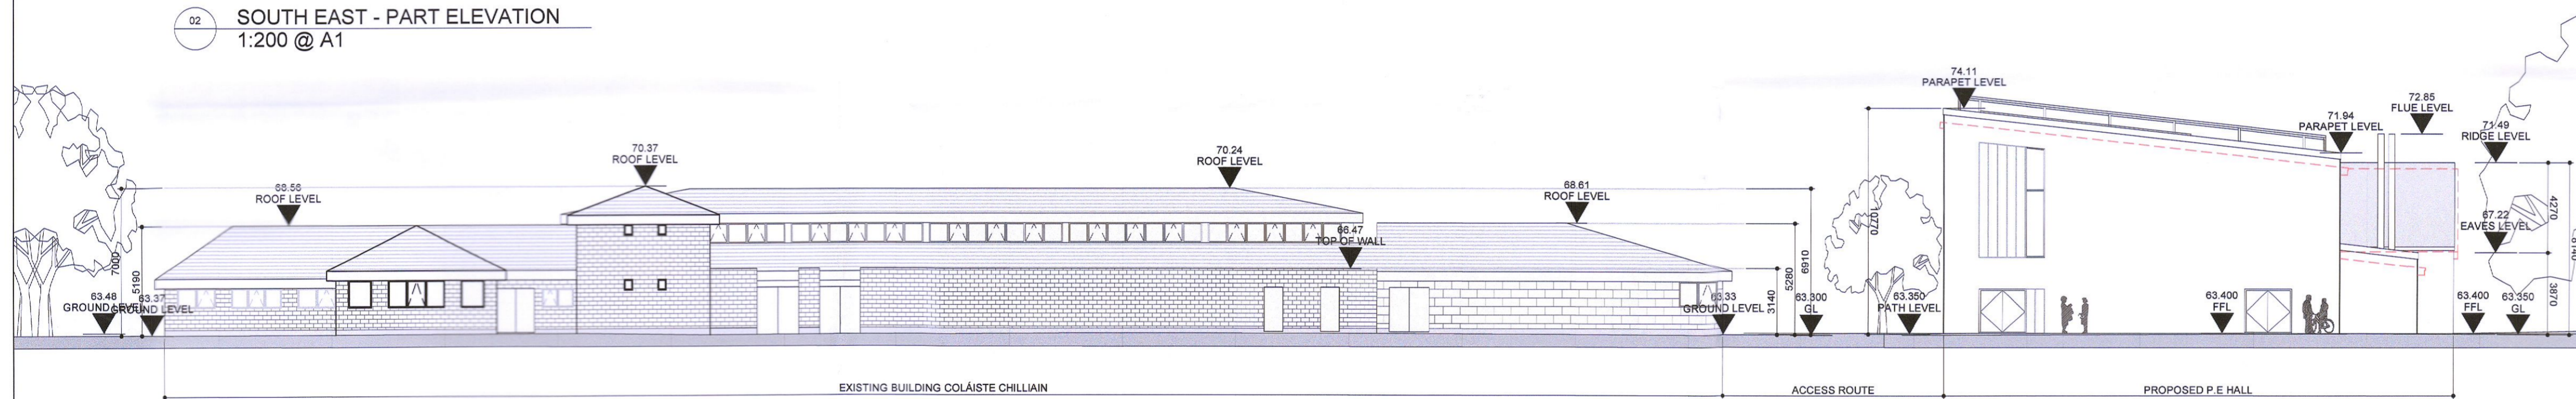 02
SOUTH EAST - PART ELEVATION
1:200 @ A1
74.11
PARAPET LEVEL
72.85
FLUE LEVEL
71.94
PARAPET LEVEL
71.49
RIDGE LEVEL
70.37
ROOF LEVEL
70.24
ROOF LEVEL
68.56
ROOF LEVEL
68.61
ROOF LEVEL
66.47
TOP OF WALL
67.22
EAVES LEVEL
10770
4270
7000
5190
6910
5280
3140
3870
63.48
GROUND LEVEL
63.37
GROUND LEVEL
63.33
GROUND LEVEL
63.300
GL
63.350
PATH LEVEL
63.400
FFL
63.400
FFL
63.350
GL
EXISTING BUILDING COLÁISTE CHILLIAIN
ACCESS ROUTE
PROPOSED P.E HALL